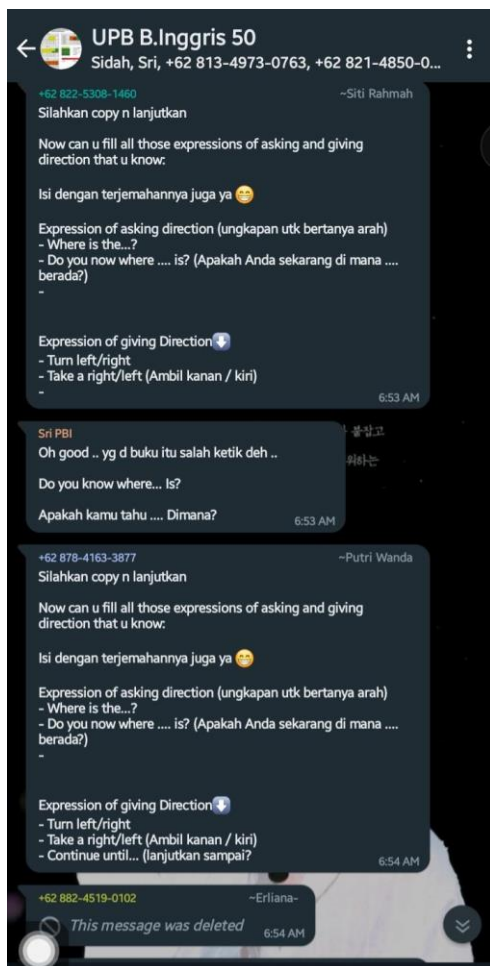 UPB B.Inggris 50
Sidah, Sri, +62 813-4973-0763, +62 821-4850-0...
+62 822-5308-1460 ~Siti Rahmah
Silahkan copy n lanjutkan
Now can u fill all those expressions of asking and giving
direction that u know:
Isi dengan terjemahannya juga ya 😁
Expression of asking direction (ungkapan utk bertanya arah)
- Where is the...?
- Do you now where .... is? (Apakah Anda sekarang di mana ....
berada?)
-
Expression of giving Direction⬇️
- Turn left/right
- Take a right/left (Ambil kanan / kiri)
-
6:53 AM
Sri PBI
Oh good .. yg d buku itu salah ketik deh ..
Do you know where... Is?
Apakah kamu tahu .... Dimana?
6:53 AM
붙잡고
위하는
+62 878-4163-3877 ~Putri Wanda
Silahkan copy n lanjutkan
Now can u fill all those expressions of asking and giving
direction that u know:
Isi dengan terjemahannya juga ya 😁
Expression of asking direction (ungkapan utk bertanya arah)
- Where is the...?
- Do you now where .... is? (Apakah Anda sekarang di mana ....
berada?)
-
Expression of giving Direction⬇️
- Turn left/right
- Take a right/left (Ambil kanan / kiri)
- Continue until... (lanjutkan sampai?
6:54 AM
+62 882-4519-0102 ~Erliana-
This message was deleted 6:54 AM